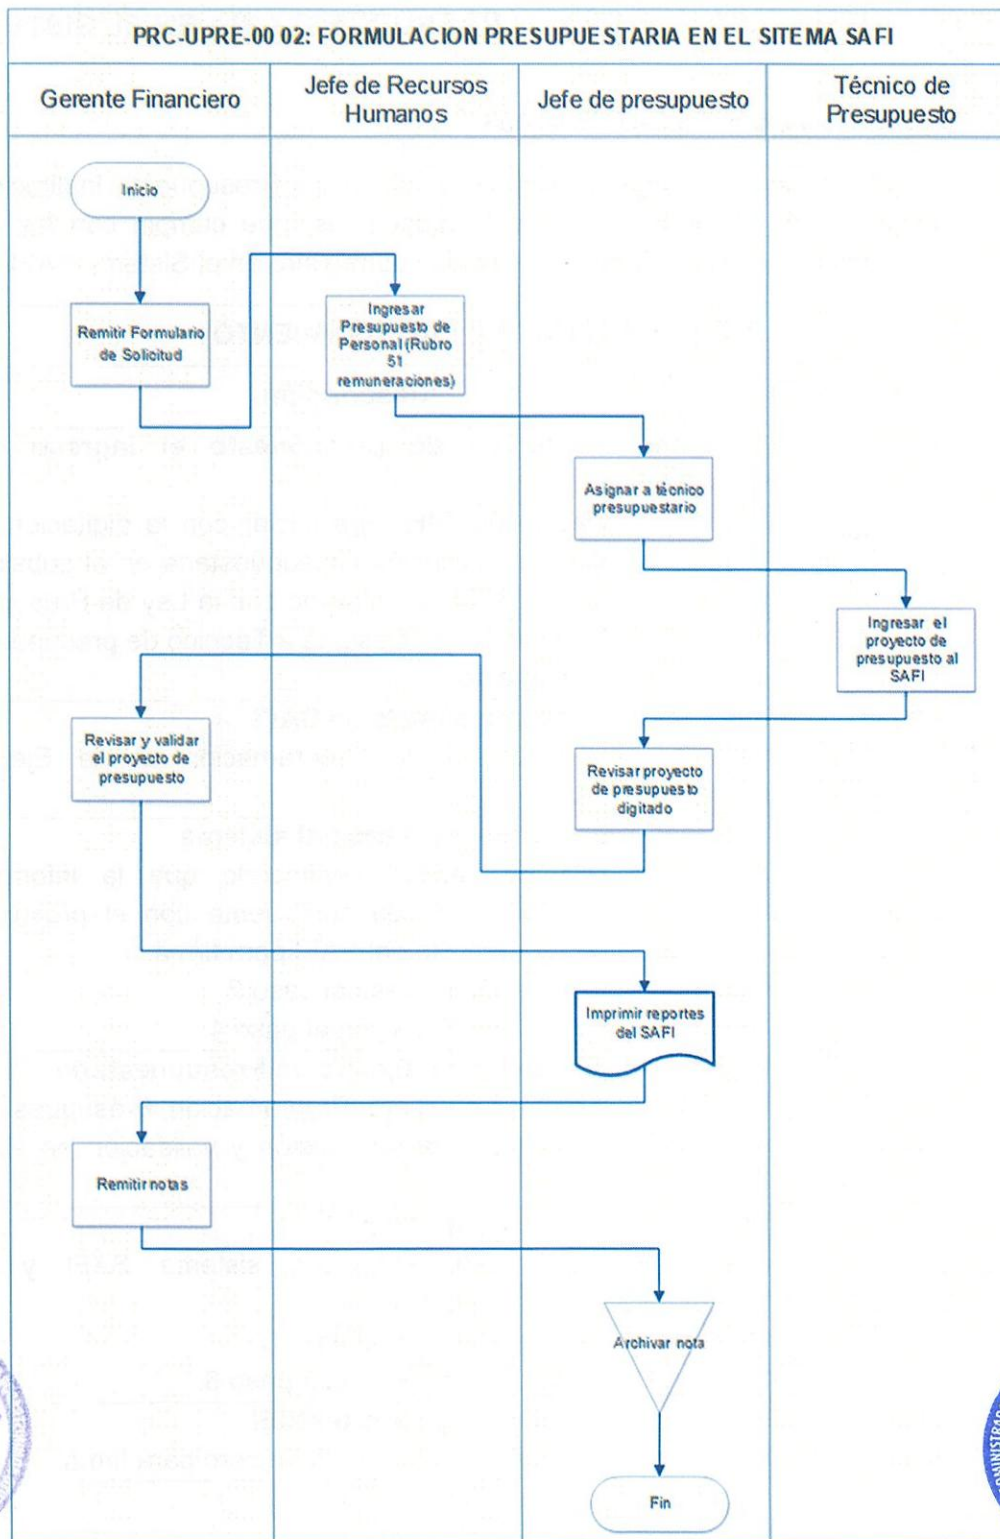 PRC-UPRE-00 02: FORMULACION PRESUPUESTARIA EN EL SITEMA SAFI
Gerente Financiero
Jefe de Recursos
Humanos
Jefe de presupuesto
Técnico de
Presupuesto
Inicio
Remitir Formulario
de Solicitud
Ingresar
Presupuesto de
Personal (Rubro
51
remuneraciones)
Asignar a técnico
presupuestario
Ingresar el
proyecto de
presupuesto al
SAFI
Revisar y validar
el proyecto de
presupuesto
Revisar proyecto
de presupuesto
digitado
Imprimir reportes
del SAFI
Remitir notas
Archivar nota
Fin